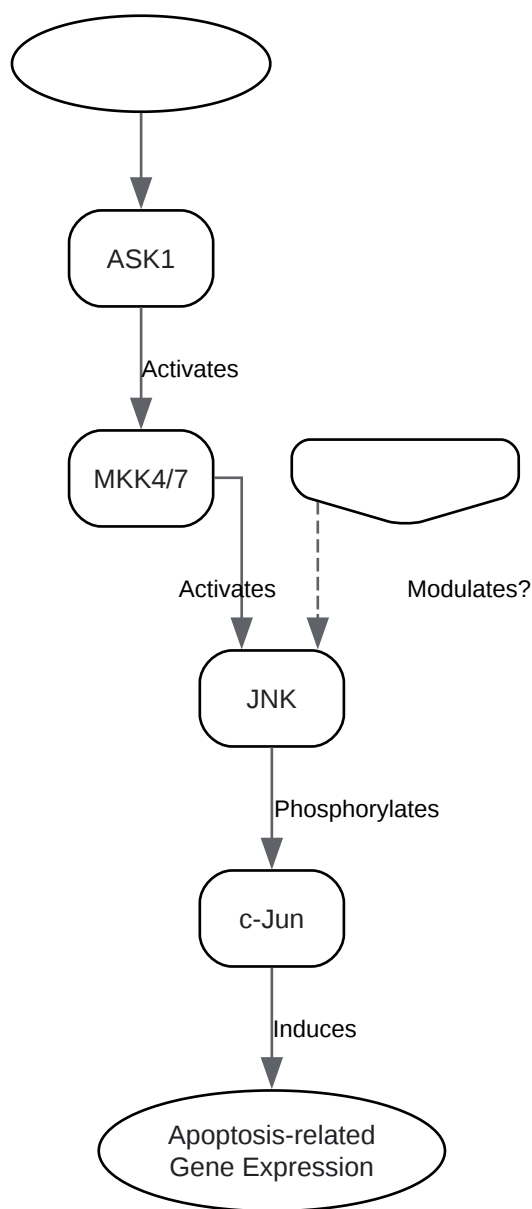 ASK1
Activates
MKK4/7
Activates
Modulates?
JNK
Phosphorylates
c-Jun
Induces
Apoptosis-related
Gene Expression